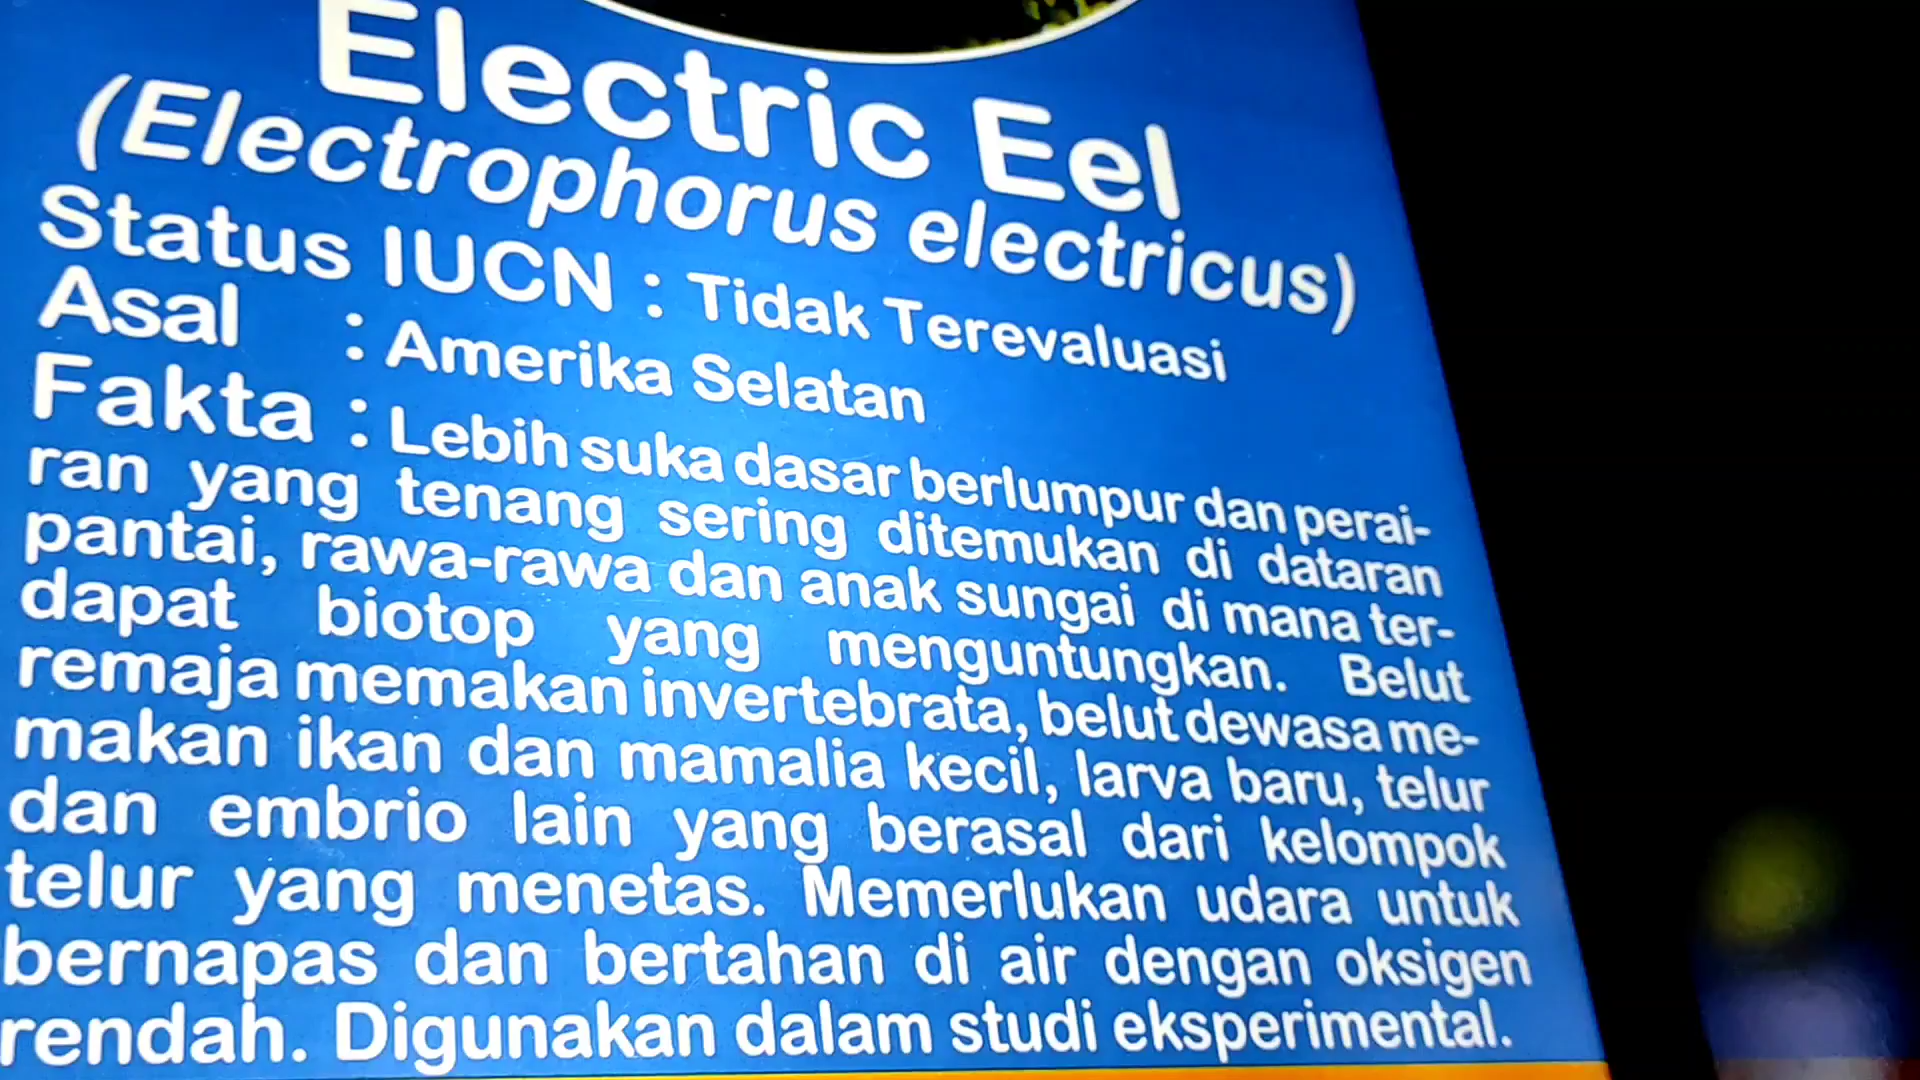 Electric Eel
(Electrophorus electricus)
Status IUCN : Tidak Terevaluasi
Asal : Amerika Selatan
Fakta : Lebih suka dasar berlumpur dan perai-
ran yang tenang sering ditemukan di dataran
pantai, rawa-rawa dan anak sungai di mana ter-
dapat biotop yang menguntungkan. Belut
remaja memakan invertebrata, belut dewasa me-
makan ikan dan mamalia kecil, larva baru, telur
dan embrio lain yang berasal dari kelompok
telur yang menetas. Memerlukan udara untuk
bernapas dan bertahan di air dengan oksigen
rendah. Digunakan dalam studi eksperimental.